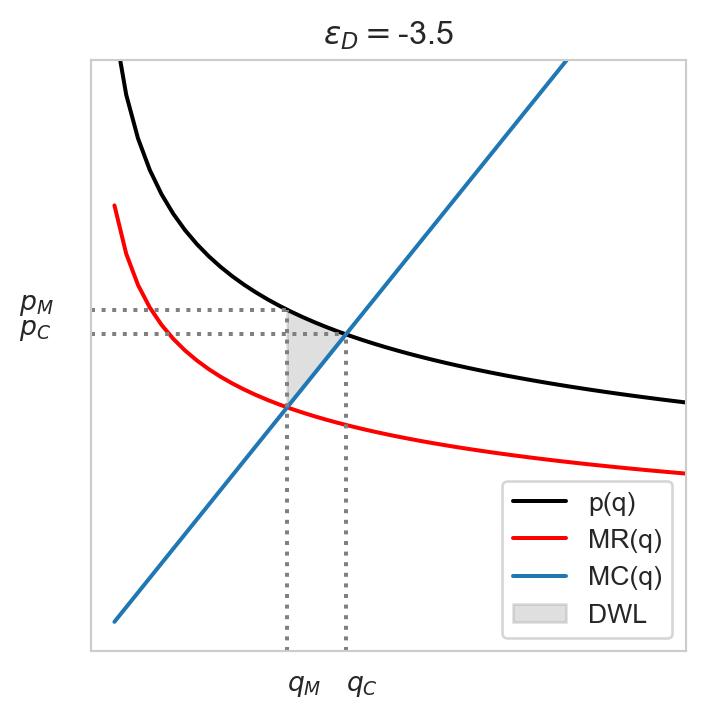 ε_D = -3.5
p_M
p_C
p(q)
MR(q)
MC(q)
DWL
q_M q_C